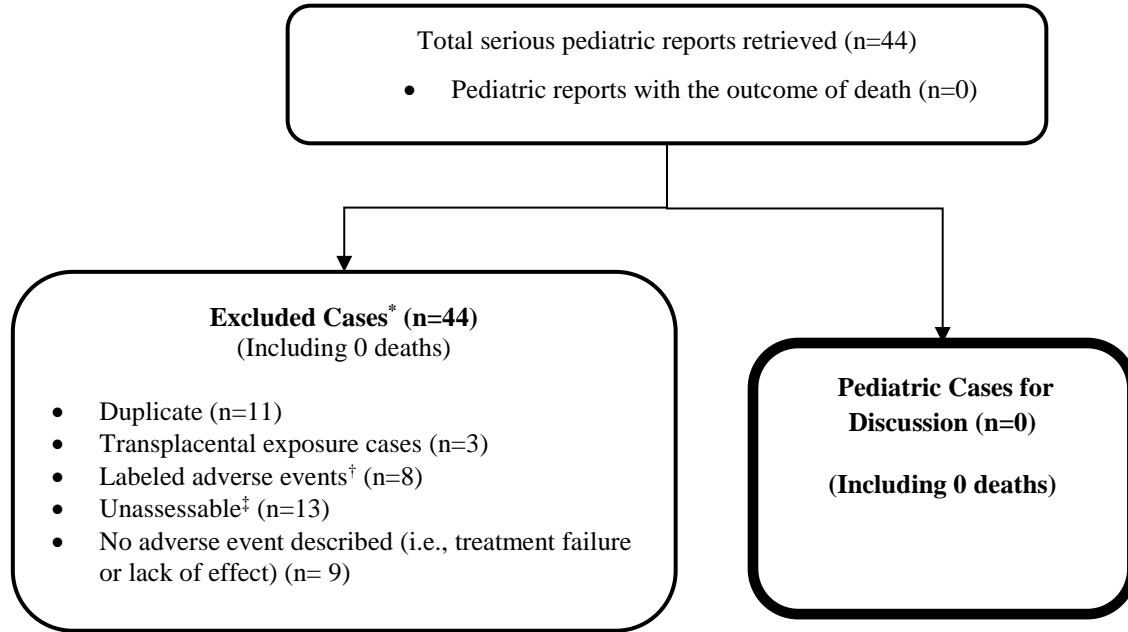 Total serious pediatric reports retrieved (n=44)
• Pediatric reports with the outcome of death (n=0)
Excluded Cases* (n=44)
(Including 0 deaths)
• Duplicate (n=11)
• Transplacental exposure cases (n=3)
• Labeled adverse events† (n=8)
• Unassessable‡ (n=13)
• No adverse event described (i.e., treatment failure
or lack of effect) (n= 9)
Pediatric Cases for
Discussion (n=0)
(Including 0 deaths)